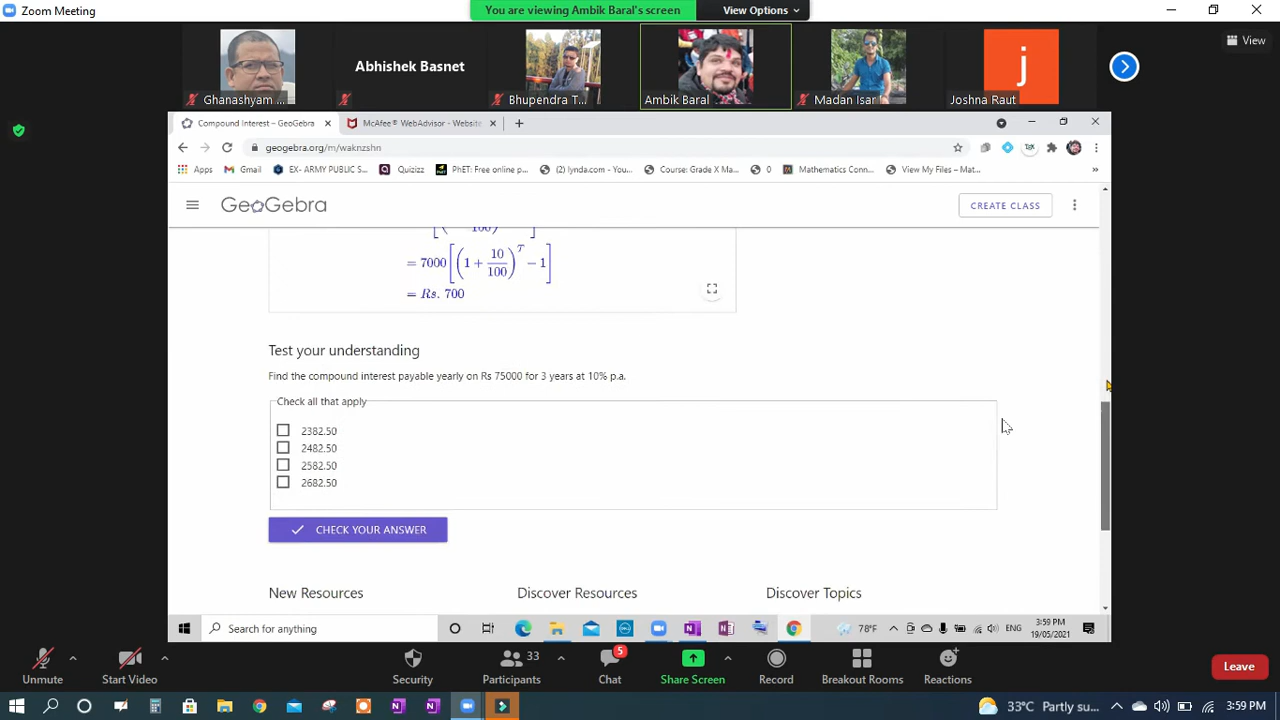 Zoom Meeting
You are viewing Ambik Baral's screen
View Options
Ghanashyam ...
Abhishek Basnet
Bhupendra T...
Ambik Baral
Madan Isar
j
Joshna Raut
View
Compound Interest – GeoGebra
McAfee® WebAdvisor - Website
geogebra.org/m/waknzshn
Apps
Gmail
EX- ARMY PUBLIC S...
Quizizz
PhET: Free online p...
(2) lynda.com - You...
Course: Grade X Ma...
0
Mathematics Conn...
View My Files – Mat...
GeoGebra
CREATE CLASS
= 7000[(1 + 10/100)^T − 1]
= Rs. 700
Test your understanding
Find the compound interest payable yearly on Rs 75000 for 3 years at 10% p.a.
Check all that apply
2382.50
2482.50
2582.50
2682.50
CHECK YOUR ANSWER
New Resources
Discover Resources
Discover Topics
Search for anything
78°F
ENG
3:59 PM
19/05/2021
Unmute
Start Video
Security
33
Participants
5
Chat
Share Screen
Record
Breakout Rooms
Reactions
Leave
33°C Partly su...
3:59 PM